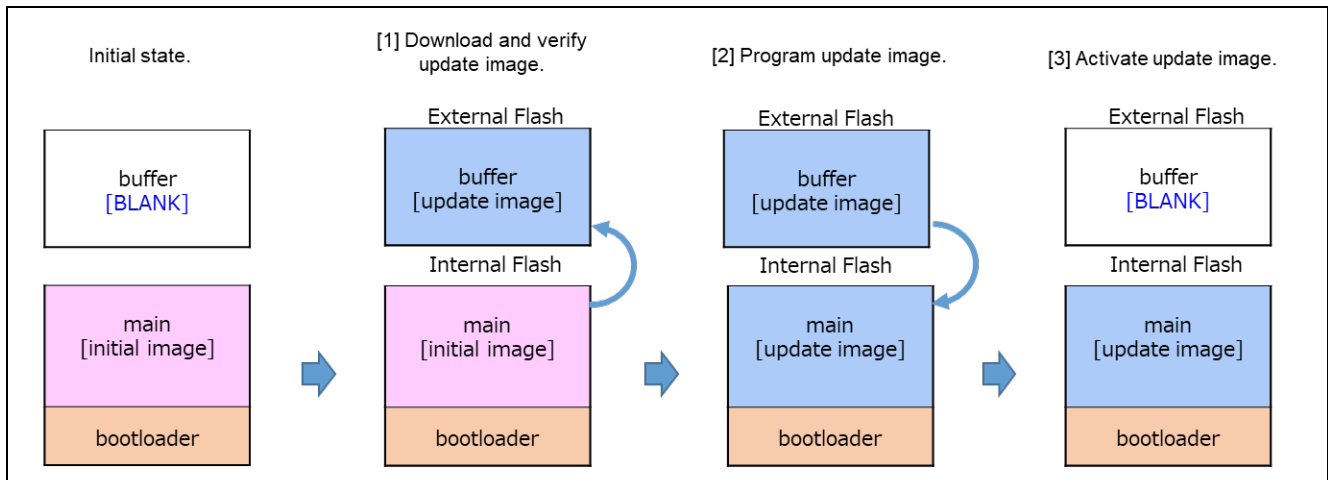 Initial state.
buffer
[BLANK]
main
[initial image]
bootloader
[1] Download and verify
update image.
External Flash
buffer
[update image]
Internal Flash
main
[initial image]
bootloader
[2] Program update image.
External Flash
buffer
[update image]
Internal Flash
main
[update image]
bootloader
[3] Activate update image.
External Flash
buffer
[BLANK]
Internal Flash
main
[update image]
bootloader